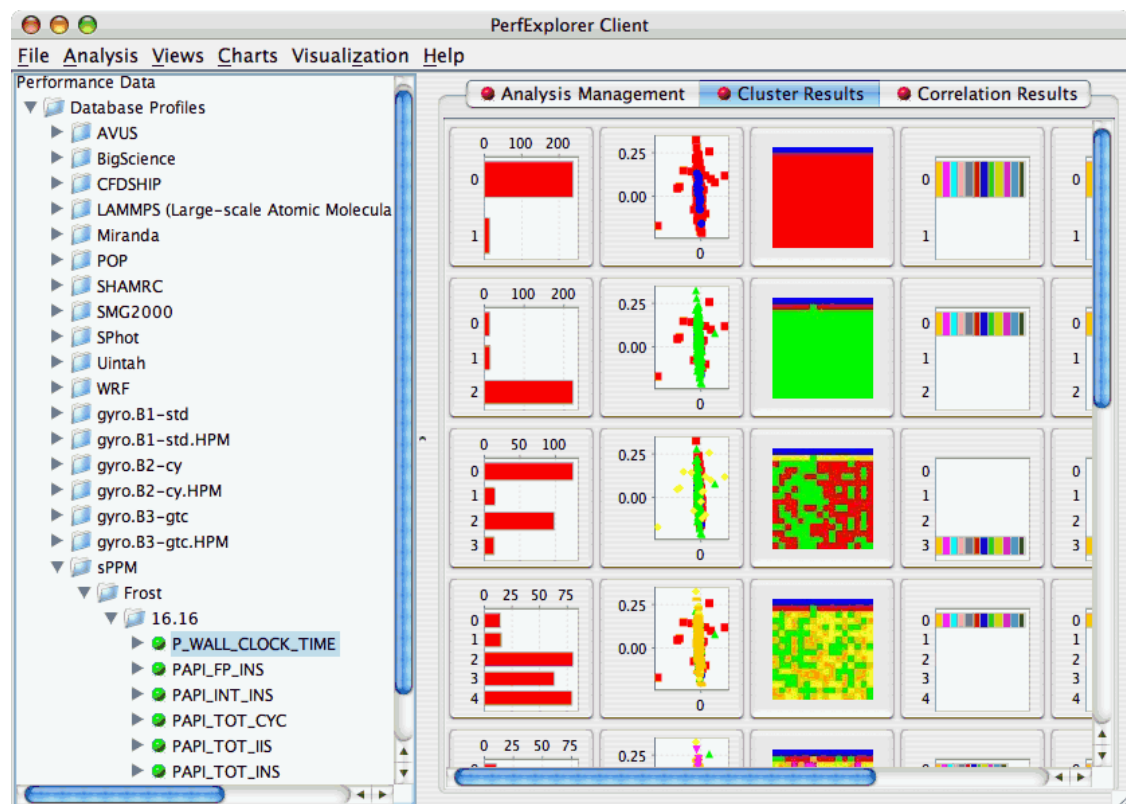 PerfExplorer Client
File Analysis Views Charts Visualization Help
Performance Data
Database Profiles
AVUS
BigScience
CFDSHIP
LAMMPS (Large-scale Atomic Molecula
Miranda
POP
SHAMRC
SMG2000
SPhot
Uintah
WRF
gyro.B1-std
gyro.B1-std.HPM
gyro.B2-cy
gyro.B2-cy.HPM
gyro.B3-gtc
gyro.B3-gtc.HPM
sPPM
Frost
16.16
P_WALL_CLOCK_TIME
PAPI_FP_INS
PAPI_INT_INS
PAPI_TOT_CYC
PAPI_TOT_IIS
PAPI_TOT_INS
Analysis Management Cluster Results Correlation Results
0 100 200
0
1
0.25
0.00
0
0
1
0
1
0 100 200
0
1
2
0.25
0.00
0
0
1
2
0
1
2
0 50 100
0
1
2
3
0.25
0.00
0
0
1
2
3
0
1
2
3
0 25 50 75
0
1
2
3
4
0.25
0.00
0
0
1
2
3
4
0
1
2
3
4
0 25 50 75
0.25